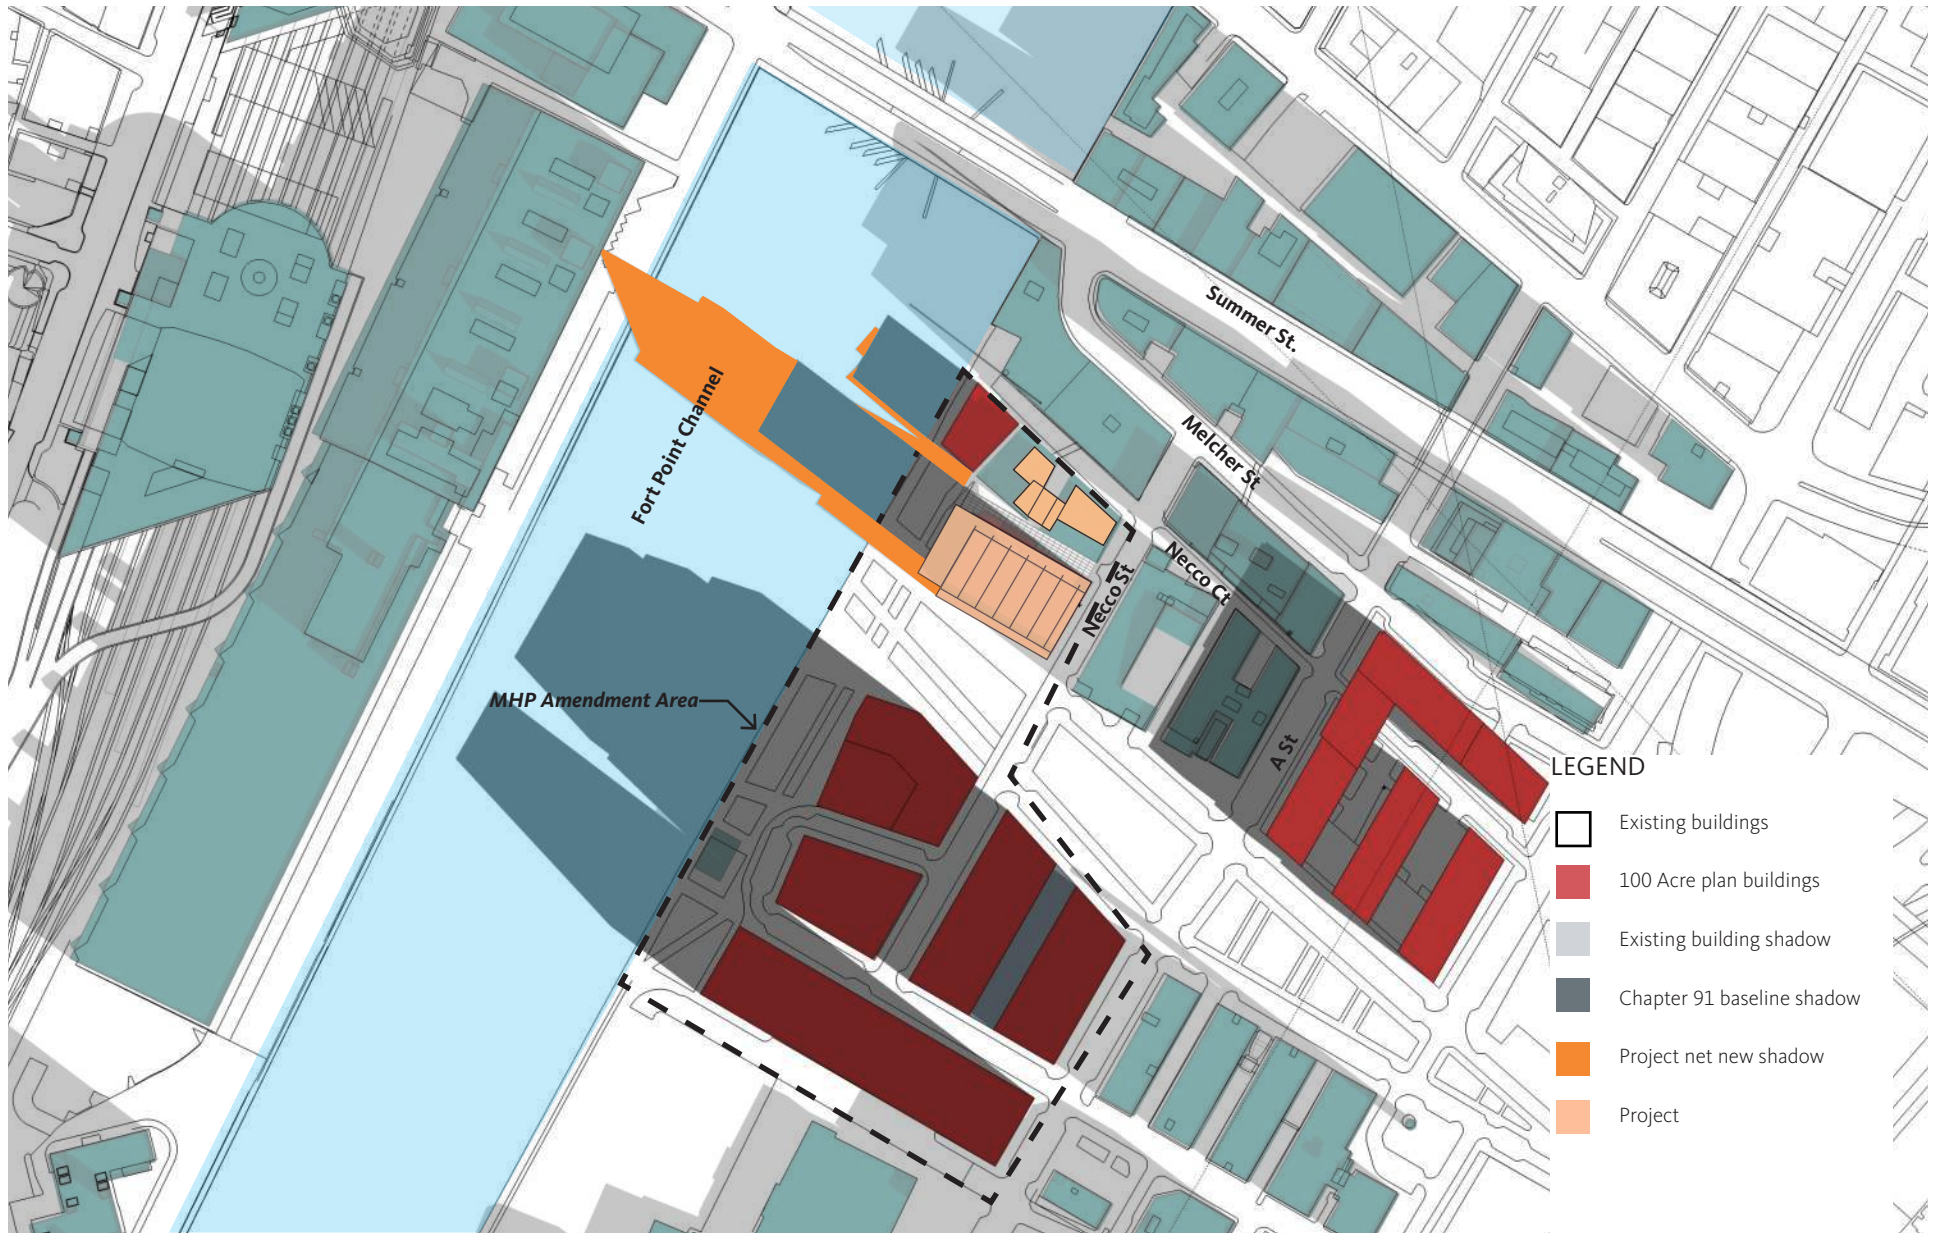 Summer St.
Melcher St
Fort Point Channel
Necco Ct
Necco St
MHP Amendment Area
A St
LEGEND
Existing buildings
100 Acre plan buildings
Existing building shadow
Chapter 91 baseline shadow
Project net new shadow
Project